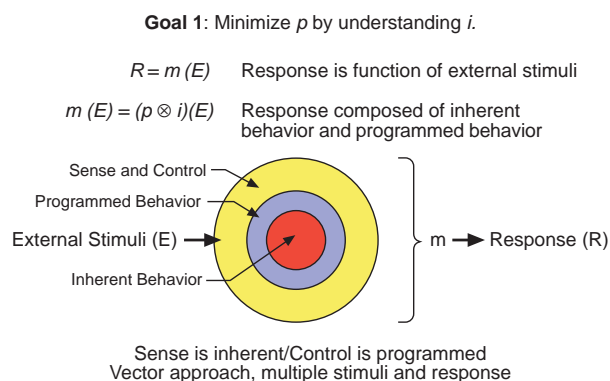 Goal 1: Minimize p by understanding i.
R = m (E) Response is function of external stimuli
m (E) = (p ⊗ i)(E) Response composed of inherent
behavior and programmed behavior
Sense and Control
Programmed Behavior
External Stimuli (E)
m
Response (R)
Inherent Behavior
Sense is inherent/Control is programmed
Vector approach, multiple stimuli and response